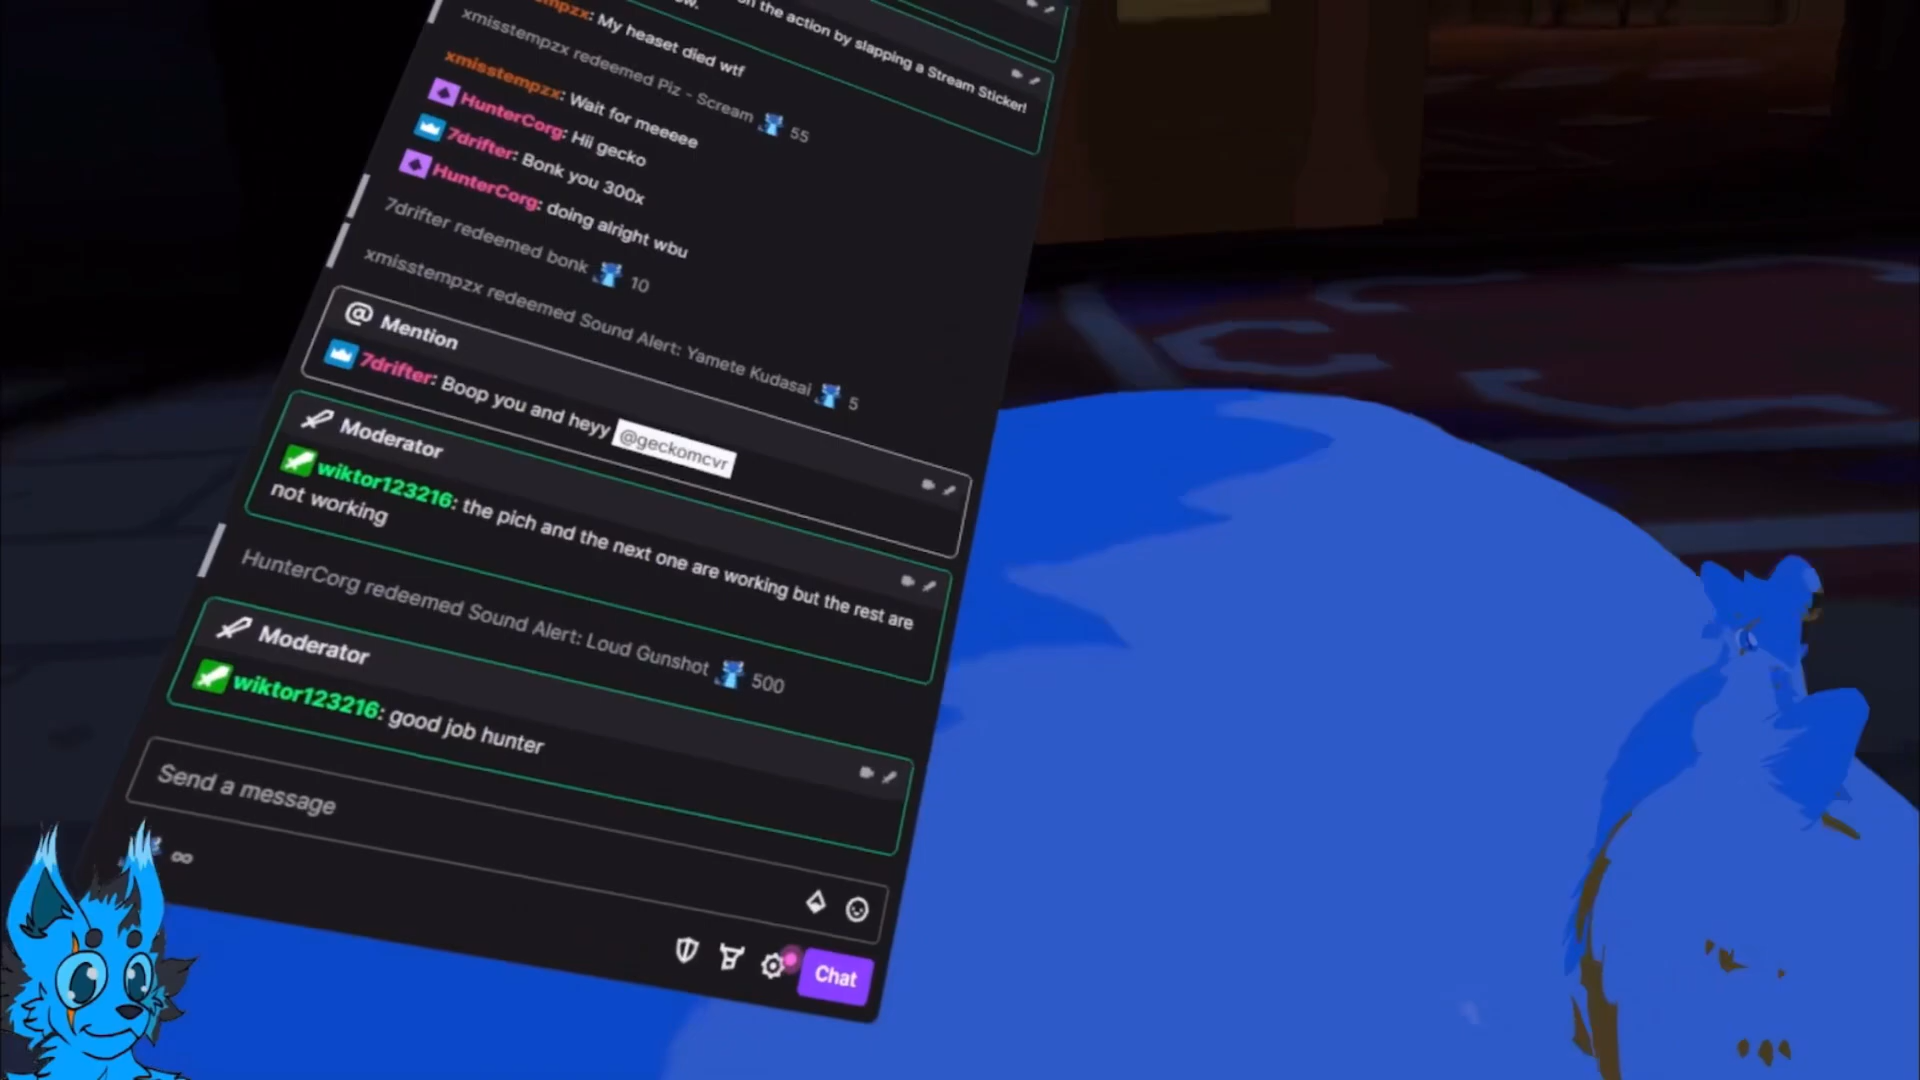 on the action by slapping a Stream Sticker!
mpzx: My heaset died wtf
xmisstempzx redeemed Piz - Scream 55
xmisstempzx: Wait for meeeee
HunterCorg: Hii gecko
7drifter: Bonk you 300x
HunterCorg: doing alright wbu
7drifter redeemed bonk 10
xmisstempzx redeemed Sound Alert: Yamete Kudasai 5
@ Mention
7drifter: Boop you and heyy @geckomcvr
Moderator
wiktor123216: the pich and the next one are working but the rest are
not working
HunterCorg redeemed Sound Alert: Loud Gunshot 500
Moderator
wiktor123216: good job hunter
Send a message
∞
Chat